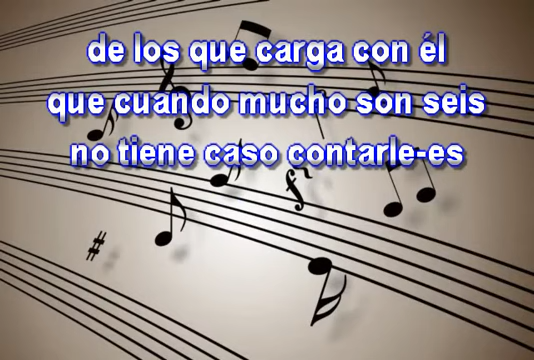 de los que carga con él
que cuando mucho son seis
no tiene caso contarle-es